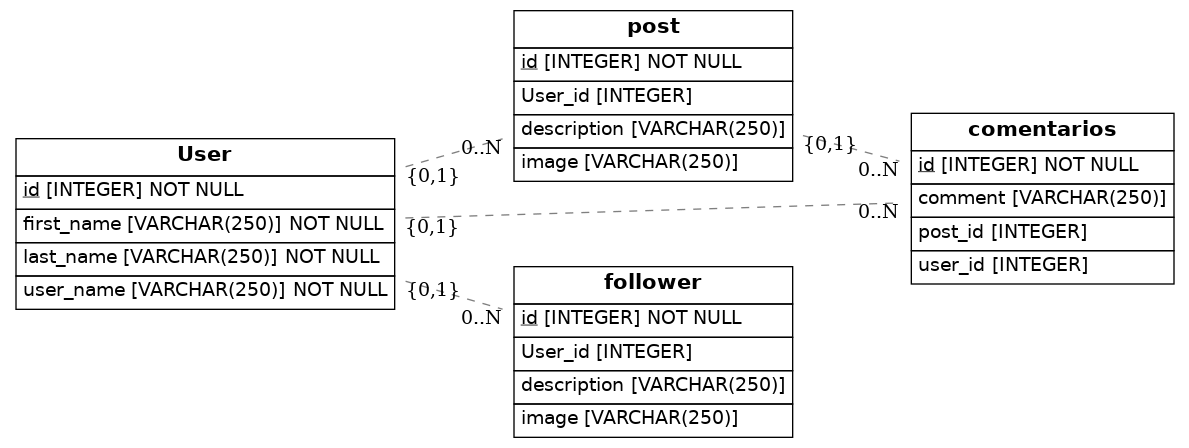 User
id [INTEGER] NOT NULL
first_name [VARCHAR(250)] NOT NULL
last_name [VARCHAR(250)] NOT NULL
user_name [VARCHAR(250)] NOT NULL
0..N
{0,1}
{0,1}
{0,1}
0..N
post
id [INTEGER] NOT NULL
User_id [INTEGER]
description [VARCHAR(250)]
image [VARCHAR(250)]
follower
id [INTEGER] NOT NULL
User_id [INTEGER]
description [VARCHAR(250)]
image [VARCHAR(250)]
{0,1}
0..N
0..N
comentarios
id [INTEGER] NOT NULL
comment [VARCHAR(250)]
post_id [INTEGER]
user_id [INTEGER]